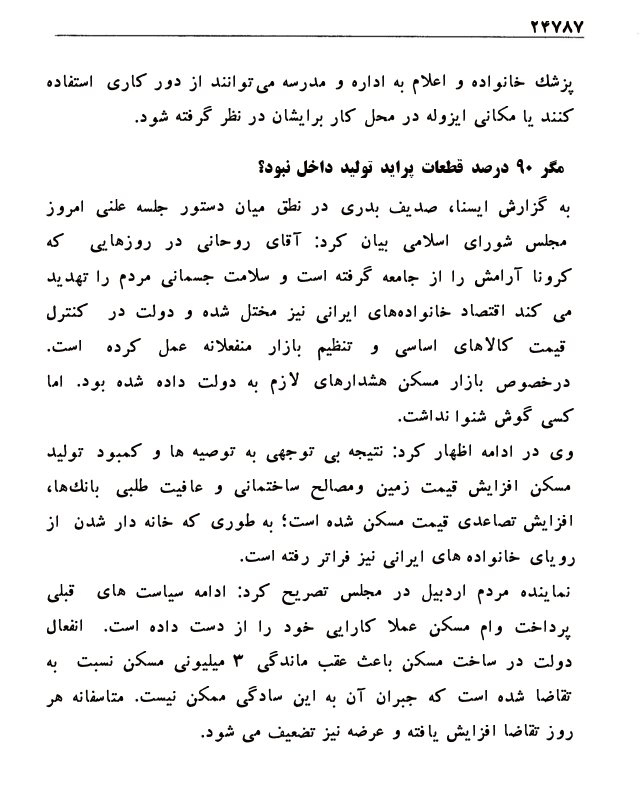 ۲۴۷۸۷
پزشك خانواده و اعلام به اداره و مدرسه می‌توانند از دور کاری استفاده
کنند یا مکانی ایزوله در محل کار برایشان در نظر گرفته شود.
مگر ۹۰ درصد قطعات پراید تولید داخل نبود؟
به گزارش ایسنا، صدیف بدری در نطق میان دستور جلسه علنی امروز
مجلس شورای اسلامی بیان کرد: آقای روحانی در روزهایی که
کرونا آرامش را از جامعه گرفته است و سلامت جسمانی مردم را تهدید
می کند اقتصاد خانواده‌های ایرانی نیز مختل شده و دولت در کنترل
قیمت کالاهای اساسی و تنظیم بازار منفعلانه عمل کرده است.
درخصوص بازار مسکن هشدارهای لازم به دولت داده شده بود. اما
کسی گوش شنوا نداشت.
وی در ادامه اظهار کرد: نتیجه بی توجهی به توصیه ها و کمبود تولید
مسکن افزایش قیمت زمین ومصالح ساختمانی و عافیت طلبی بانك‌ها،
افزایش تصاعدی قیمت مسکن شده است؛ به طوری که خانه دار شدن از
رویای خانواده های ایرانی نیز فراتر رفته است.
نماینده مردم اردبیل در مجلس تصریح کرد: ادامه سیاست های قبلی
پرداخت وام مسکن عملا کارایی خود را از دست داده است. انفعال
دولت در ساخت مسکن باعث عقب ماندگی ۳ میلیونی مسکن نسبت به
تقاضا شده است که جبران آن به این سادگی ممکن نیست. متاسفانه هر
روز تقاضا افزایش یافته و عرضه نیز تضعیف می شود.